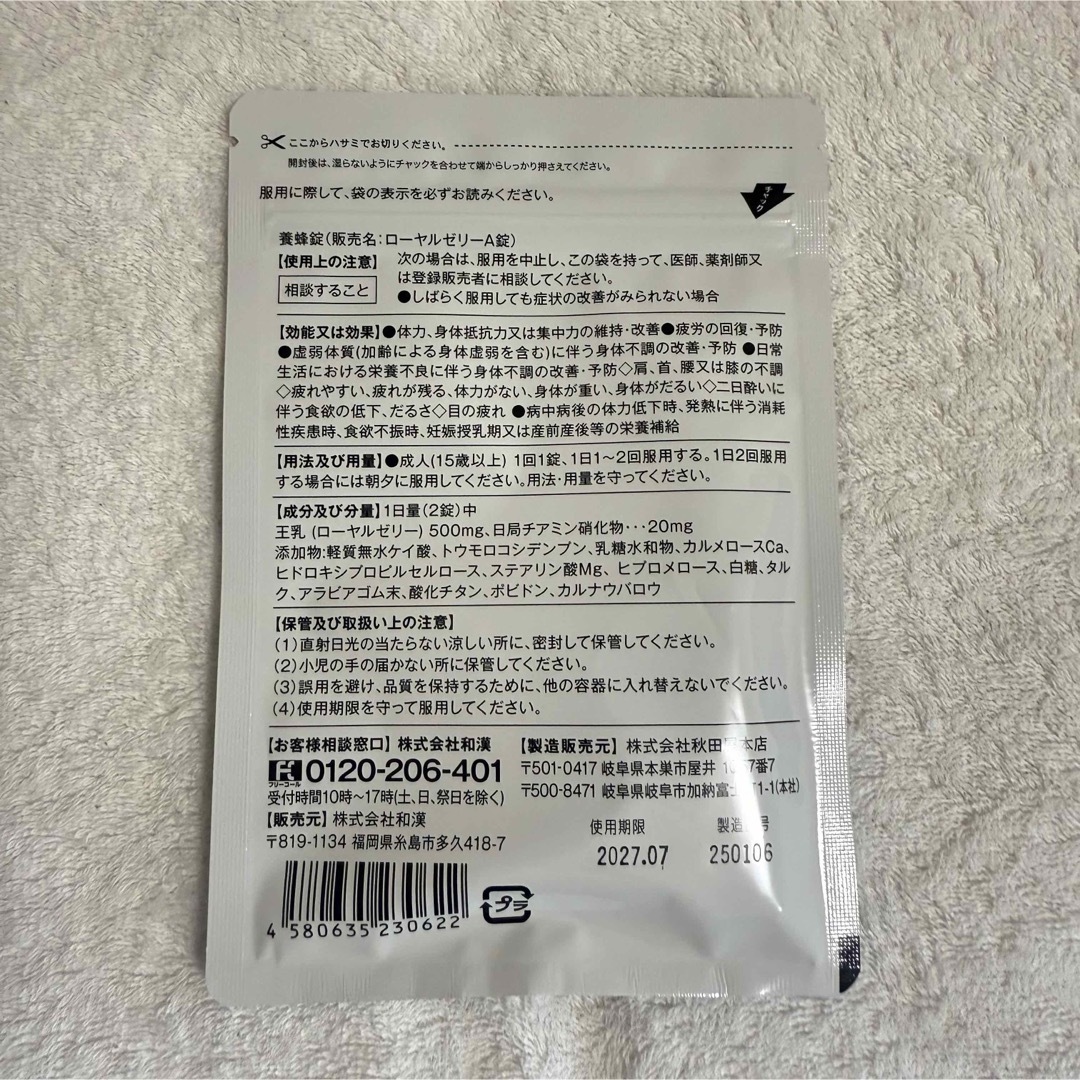 ここからハサミでお切りください。
開封後は、湿らないようにチャックを合わせて端からしっかり押さえてください。
服用に際して、袋の表示を必ずお読みください。
チャック
養蜂錠(販売名:ローヤルゼリーA錠)
【使用上の注意】 次の場合は、服用を中止し、この袋を持って、医師、薬剤師又
は登録販売者に相談してください。
相談すること
●しばらく服用しても症状の改善がみられない場合
【効能又は効果】●体力、身体抵抗力又は集中力の維持・改善●疲労の回復・予防
●虚弱体質(加齢による身体虚弱を含む)に伴う身体不調の改善・予防 ●日常
生活における栄養不良に伴う身体不調の改善・予防◇肩、首、腰又は膝の不調
◇疲れやすい、疲れが残る、体力がない、身体が重い、身体がだるい◇二日酔いに
伴う食欲の低下、だるさ◇目の疲れ ●病中病後の体力低下時、発熱に伴う消耗
性疾患時、食欲不振時、妊娠授乳期又は産前産後等の栄養補給
【用法及び用量】●成人(15歳以上) 1回1錠、1日1〜2回服用する。1日2回服用
する場合には朝夕に服用してください。用法・用量を守ってください。
【成分及び分量】1日量(2錠)中
王乳 (ローヤルゼリー) 500mg、日局チアミン硝化物・・・20mg
添加物:軽質無水ケイ酸、トウモロコシデンプン、乳糖水和物、カルメロースCa、
ヒドロキシプロピルセルロース、ステアリン酸Mg、ヒプロメロース、白糖、タル
ク、アラビアゴム末、酸化チタン、ポビドン、カルナウバロウ
【保管及び取扱い上の注意】
(1)直射日光の当たらない涼しい所に、密封して保管してください。
(2)小児の手の届かない所に保管してください。
(3)誤用を避け、品質を保持するために、他の容器に入れ替えないでください。
(4)使用期限を守って服用してください。
【お客様相談窓口】 株式会社和漢
フリーコール
0120-206-401
受付時間10時〜17時(土、日、祭日を除く)
【販売元】 株式会社和漢
〒819-1134 福岡県糸島市多久418-7
【製造販売元】 株式会社秋田 本店
〒501-0417 岐阜県本巣市屋井 10 7番7
〒500-8471 岐阜県岐阜市加納富士 1-1(本社)
使用期限
2027.07
製造 号
250106
4 580635 230622
プラ